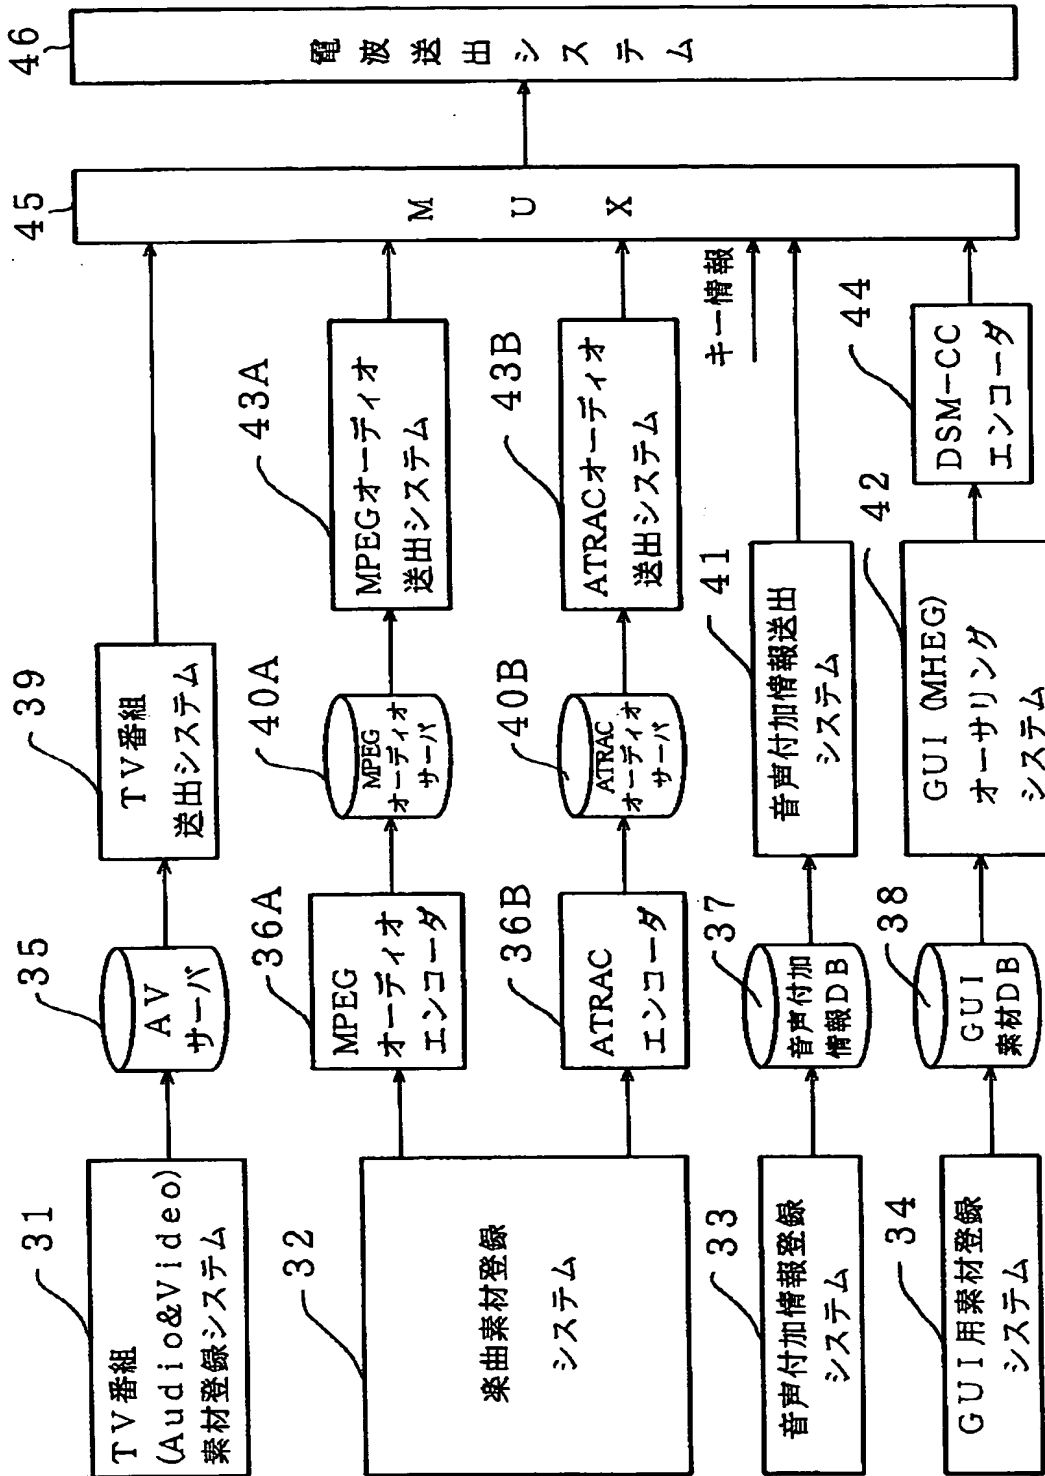 31
TV番組
(Audio&Video)
素材登録システム
35
AV
サーバ
39
TV番組
送出システム
32
楽曲素材登録
システム
36A
MPEG
オーディオ
エンコーダ
40A
MPEG
オーディオ
サーバ
43A
MPEGオーディオ
送出システム
36B
ATRAC
エンコーダ
40B
ATRAC
オーディオ
サーバ
43B
ATRACオーディオ
送出システム
33
音声付加情報登録
システム
37
音声付加
情報DB
41
音声付加情報送出
システム
キー情報
34
GUI用素材登録
システム
38
GUI
素材DB
42
GUI(MHEG)
オーサリング
システム
44
DSM-CC
エンコーダ
45
MUX
46
電波送出システム